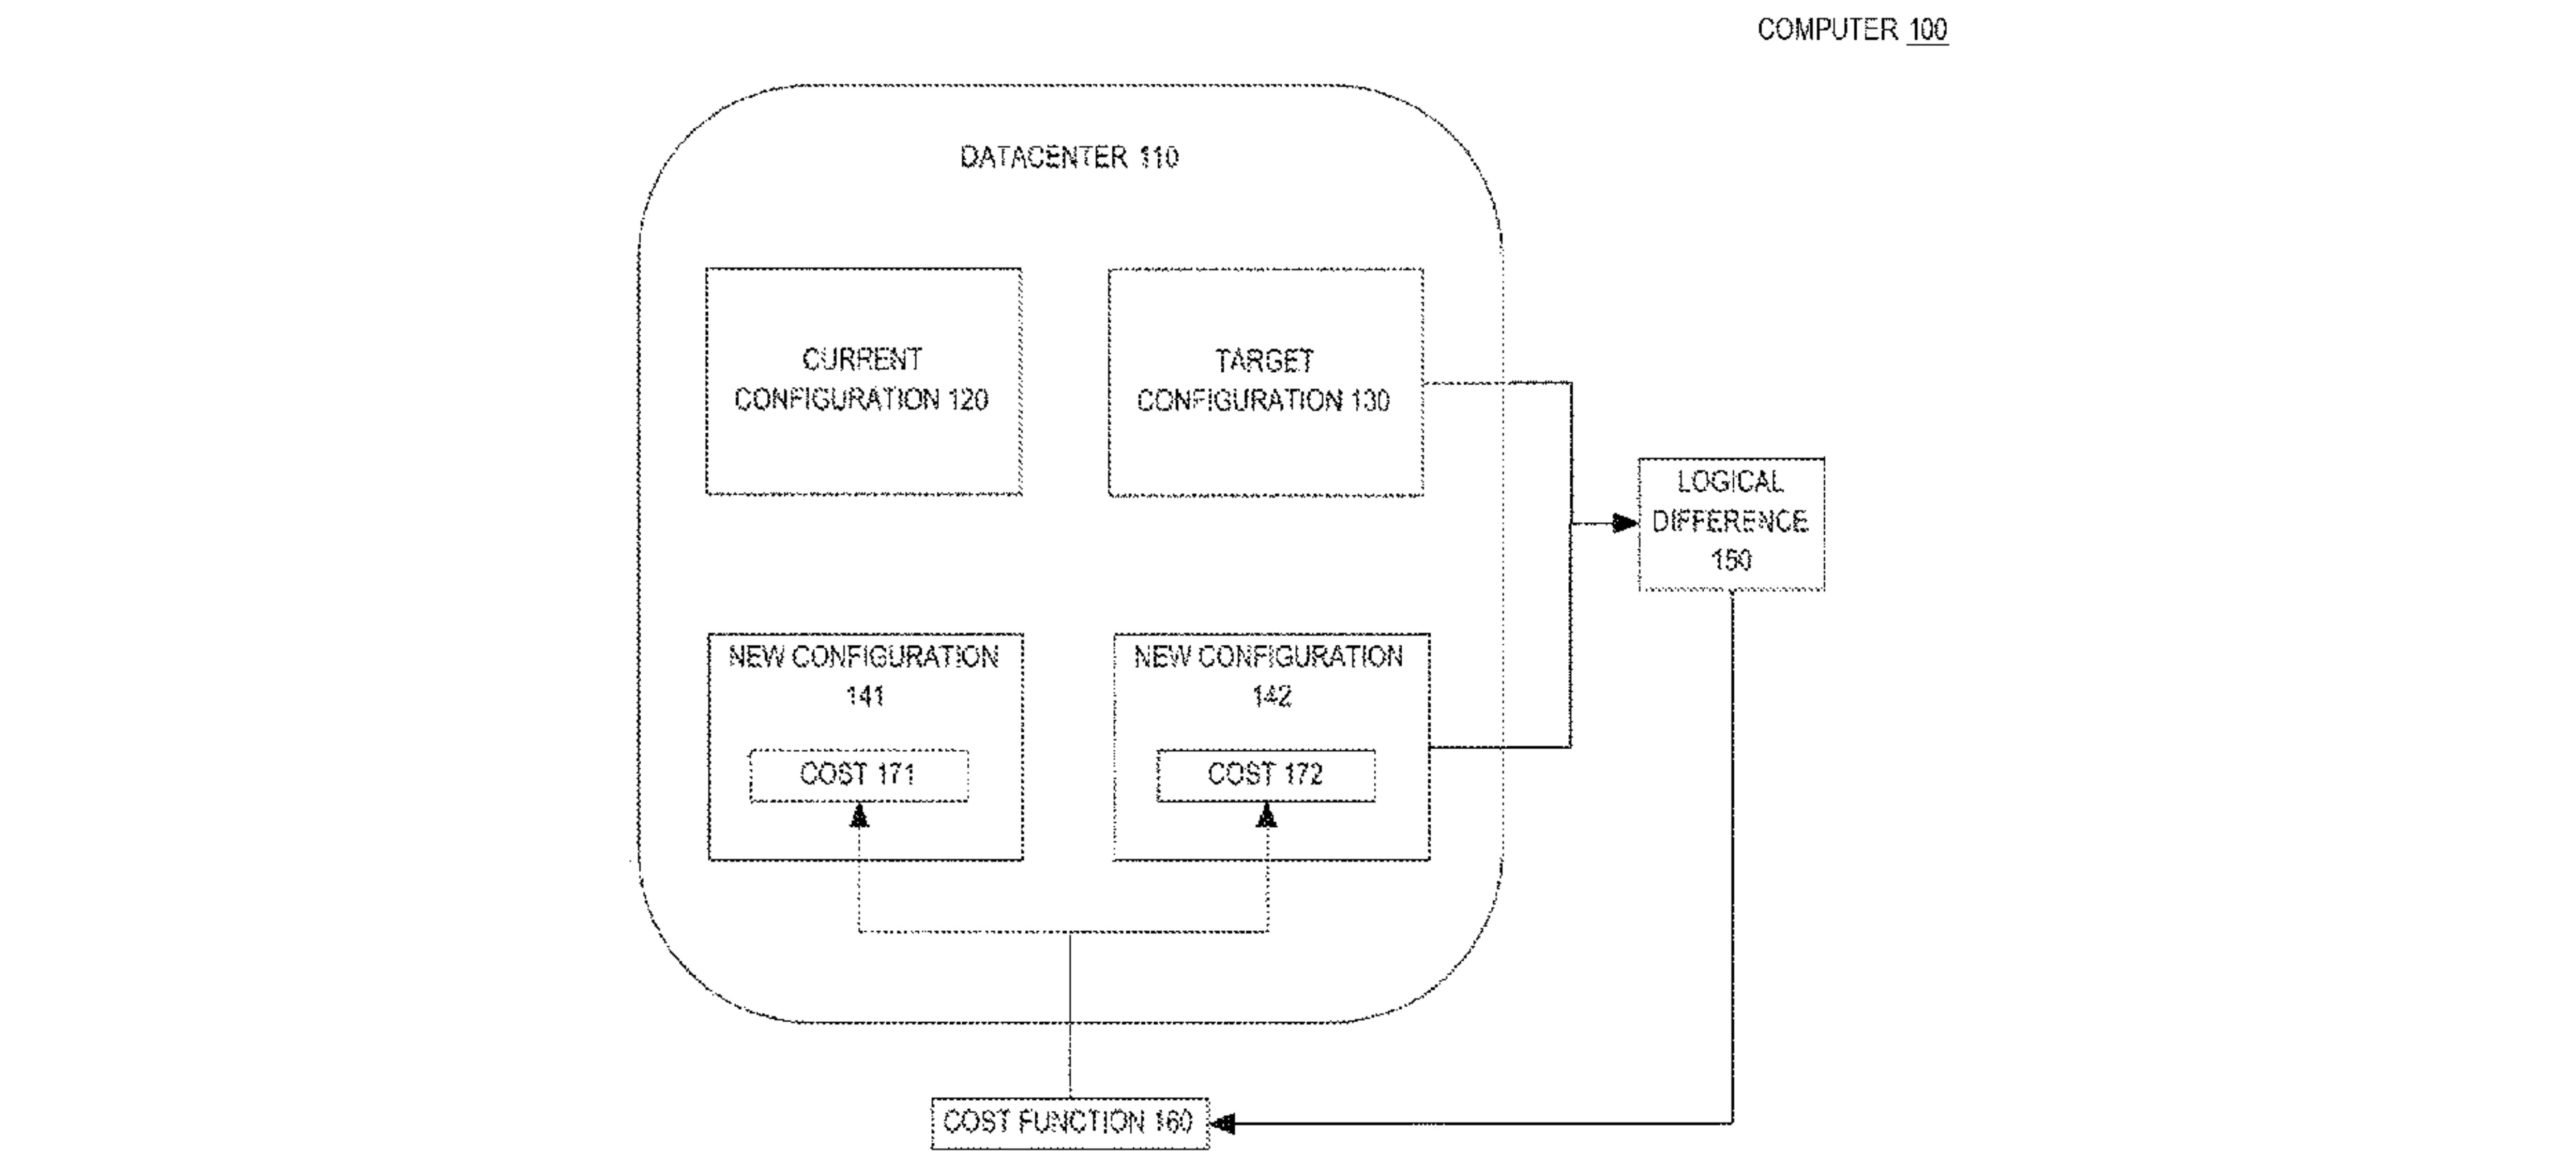 COMPUTER 100
DATACENTER 110
CURRENT
CONFIGURATION 120
TARGET
CONFIGURATION 130
LOGICAL
DIFFERENCE
150
NEW CONFIGURATION
141
COST 171
NEW CONFIGURATION
142
COST 172
COST FUNCTION 160